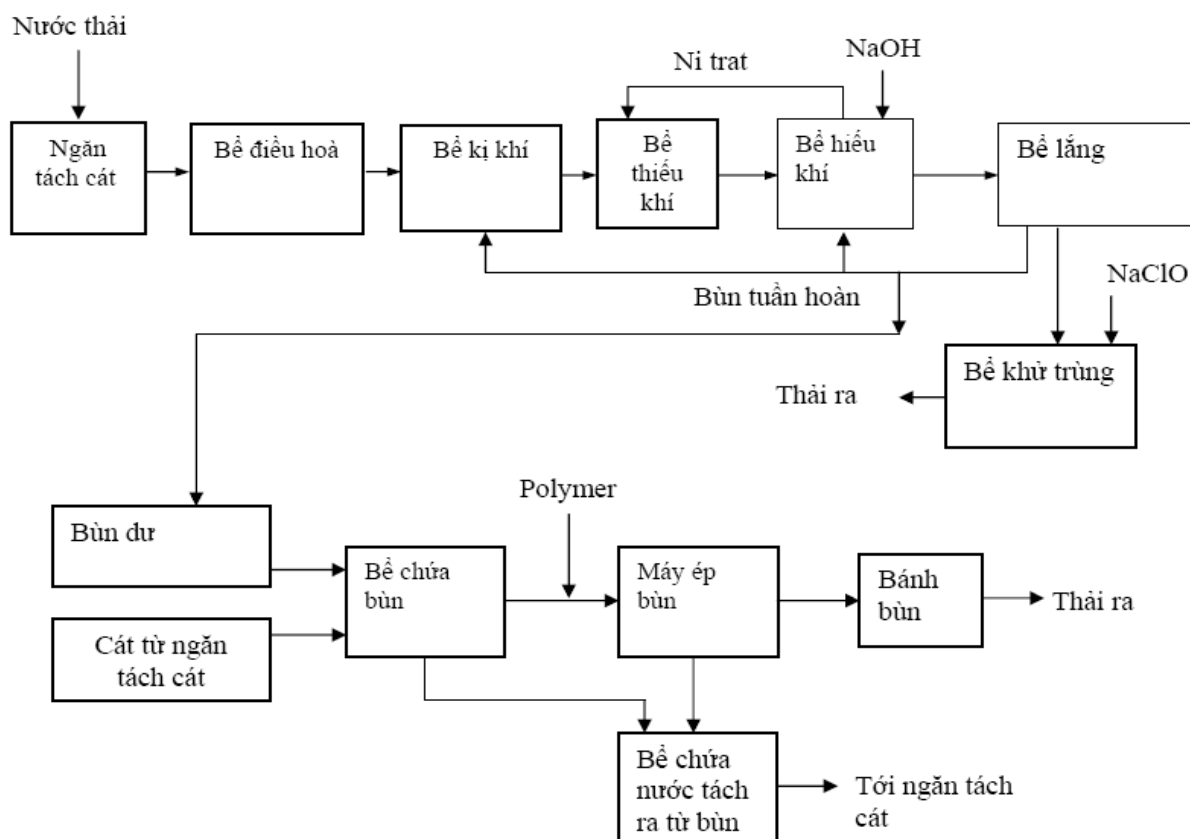 Nước thải
NaOH
Ni trat
Ngăn
tách cát
Bể điều hoà
Bể kị khí
Bể
thiếu
khí
Bể hiếu
khí
Bể lắng
Bùn tuần hoàn
NaClO
Bể khử trùng
Thải ra
Polymer
Bùn dư
Bể chứa
bùn
Máy ép
bùn
Bánh
bùn
Thải ra
Cát từ ngăn
tách cát
Bể chứa
nước tách
ra từ bùn
Tới ngăn tách
cát